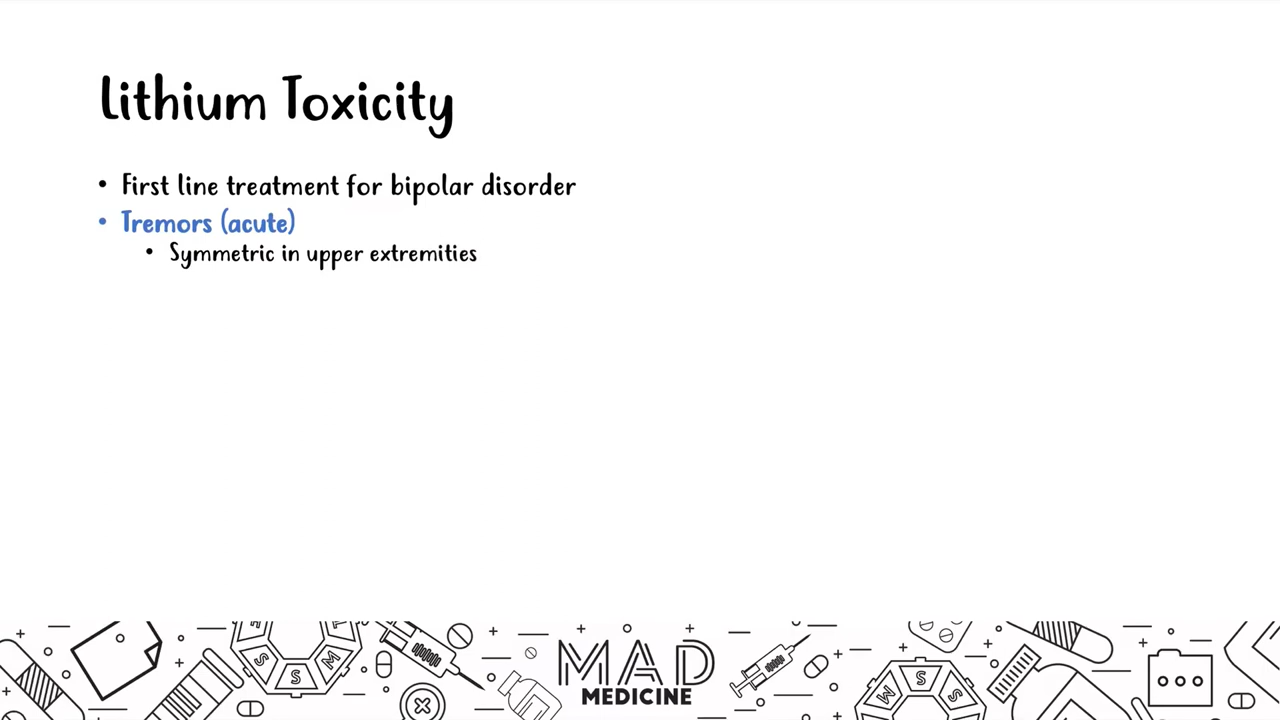 Lithium Toxicity
• First line treatment for bipolar disorder
• Tremors (acute)
• Symmetric in upper extremities
S
S
M
MAD
MEDICINE
M
S
S